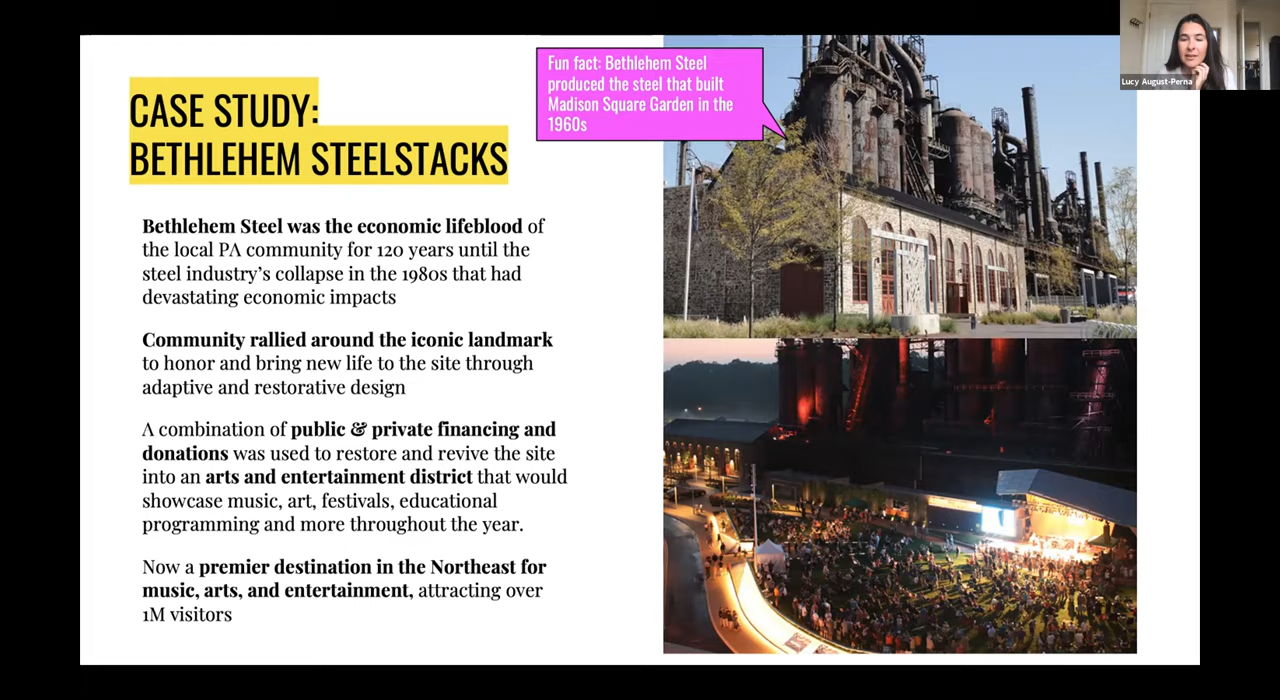 CASE STUDY:
BETHLEHEM STEELSTACKS
Fun fact: Bethlehem Steel
produced the steel that built
Madison Square Garden in the
1960s
Lucy August-Perna
Bethlehem Steel was the economic lifeblood of
the local PA community for 120 years until the
steel industry’s collapse in the 1980s that had
devastating economic impacts
Community rallied around the iconic landmark
to honor and bring new life to the site through
adaptive and restorative design
A combination of public & private financing and
donations was used to restore and revive the site
into an arts and entertainment district that would
showcase music, art, festivals, educational
programming and more throughout the year.
Now a premier destination in the Northeast for
music, arts, and entertainment, attracting over
1M visitors